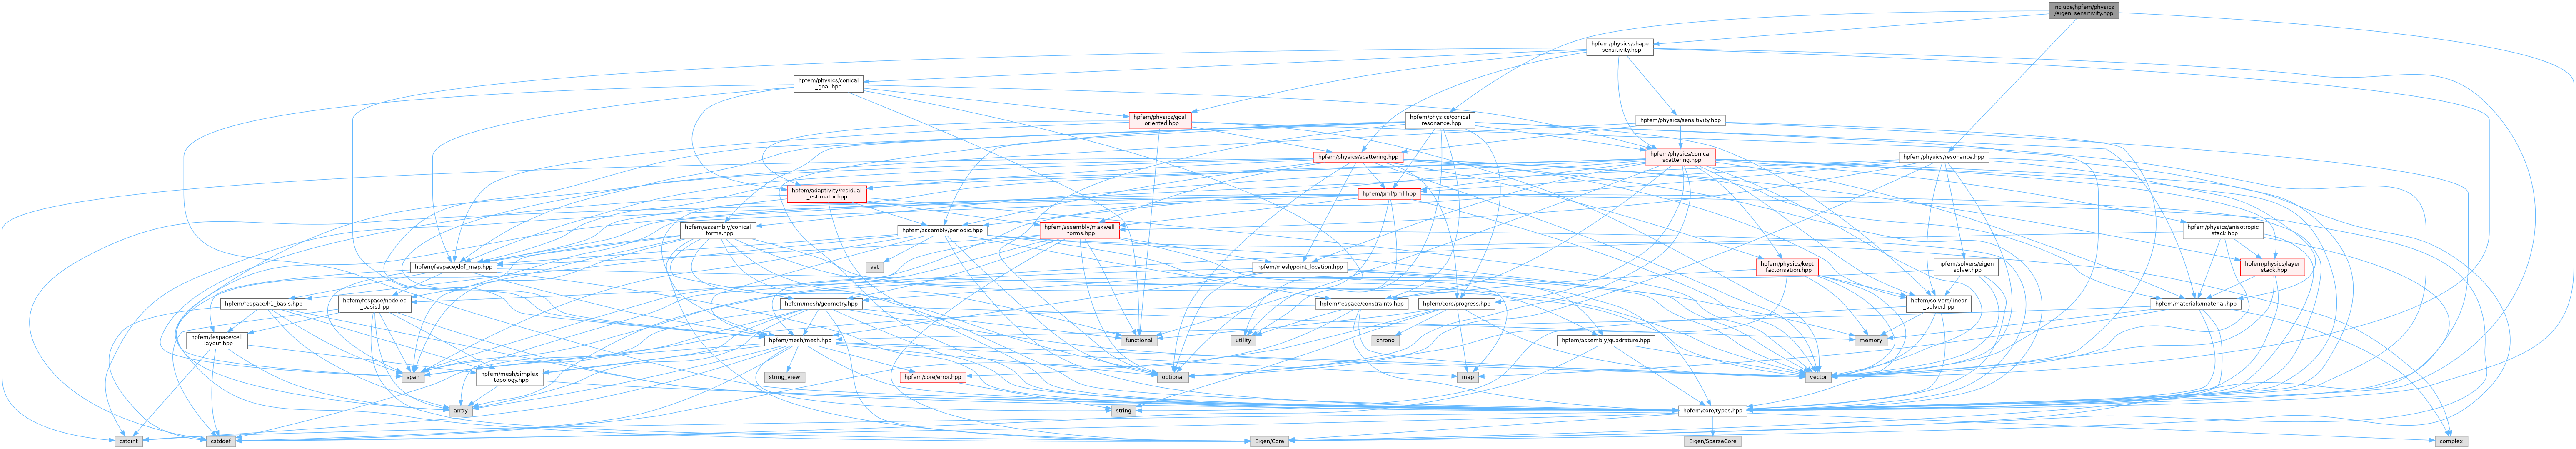 include/hpfem/physics
/eigen_sensitivity.hpp
hpfem/physics/shape
_sensitivity.hpp
hpfem/physics/conical
_goal.hpp
hpfem/physics/goal
_oriented.hpp
hpfem/physics/conical
_resonance.hpp
hpfem/physics/sensitivity.hpp
hpfem/physics/scattering.hpp
hpfem/physics/conical
_scattering.hpp
hpfem/physics/resonance.hpp
hpfem/adaptivity/residual
_estimator.hpp
hpfem/pml/pml.hpp
hpfem/assembly/conical
_forms.hpp
hpfem/assembly/periodic.hpp
hpfem/assembly/maxwell
_forms.hpp
hpfem/physics/anisotropic
_stack.hpp
set
hpfem/fespace/dof_map.hpp
hpfem/mesh/point_location.hpp
hpfem/physics/kept
_factorisation.hpp
hpfem/solvers/eigen
_solver.hpp
hpfem/physics/layer
_stack.hpp
hpfem/fespace/h1_basis.hpp
hpfem/fespace/nedelec
_basis.hpp
hpfem/mesh/geometry.hpp
hpfem/fespace/constraints.hpp
hpfem/core/progress.hpp
hpfem/solvers/linear
_solver.hpp
hpfem/materials/material.hpp
hpfem/fespace/cell
_layout.hpp
hpfem/mesh/mesh.hpp
functional
utility
chrono
hpfem/assembly/quadrature.hpp
memory
span
hpfem/mesh/simplex
_topology.hpp
string_view
hpfem/core/error.hpp
optional
map
vector
array
string
hpfem/core/types.hpp
cstdint
cstddef
Eigen/Core
Eigen/SparseCore
complex